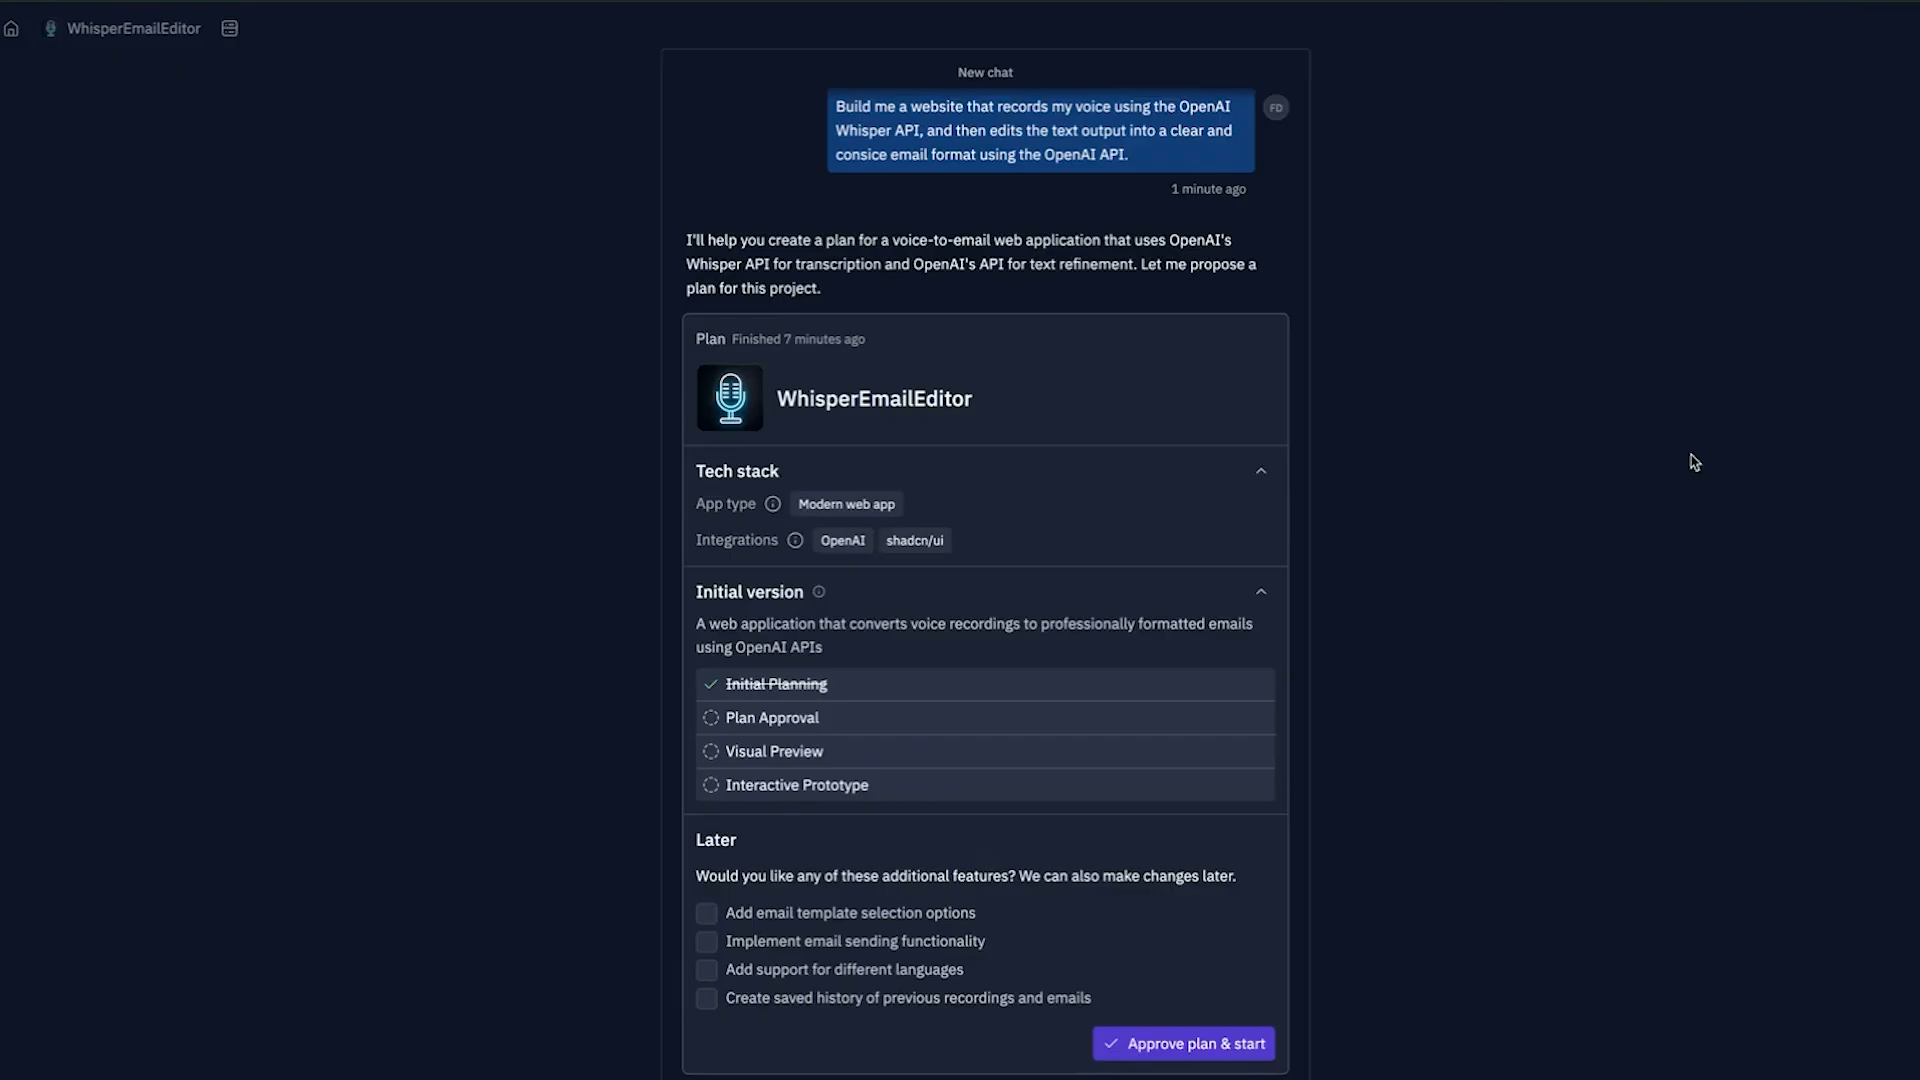 WhisperEmailEditor
New chat
Build me a website that records my voice using the OpenAI
Whisper API, and then edits the text output into a clear and
consice email format using the OpenAI API.
FD
1 minute ago
I'll help you create a plan for a voice-to-email web application that uses OpenAI's
Whisper API for transcription and OpenAI's API for text refinement. Let me propose a
plan for this project.
Plan Finished 7 minutes ago
WhisperEmailEditor
Tech stack
App type Modern web app
Integrations OpenAI shadcn/ui
Initial version
A web application that converts voice recordings to professionally formatted emails
using OpenAI APIs
Initial Planning
Plan Approval
Visual Preview
Interactive Prototype
Later
Would you like any of these additional features? We can also make changes later.
Add email template selection options
Implement email sending functionality
Add support for different languages
Create saved history of previous recordings and emails
Approve plan & start